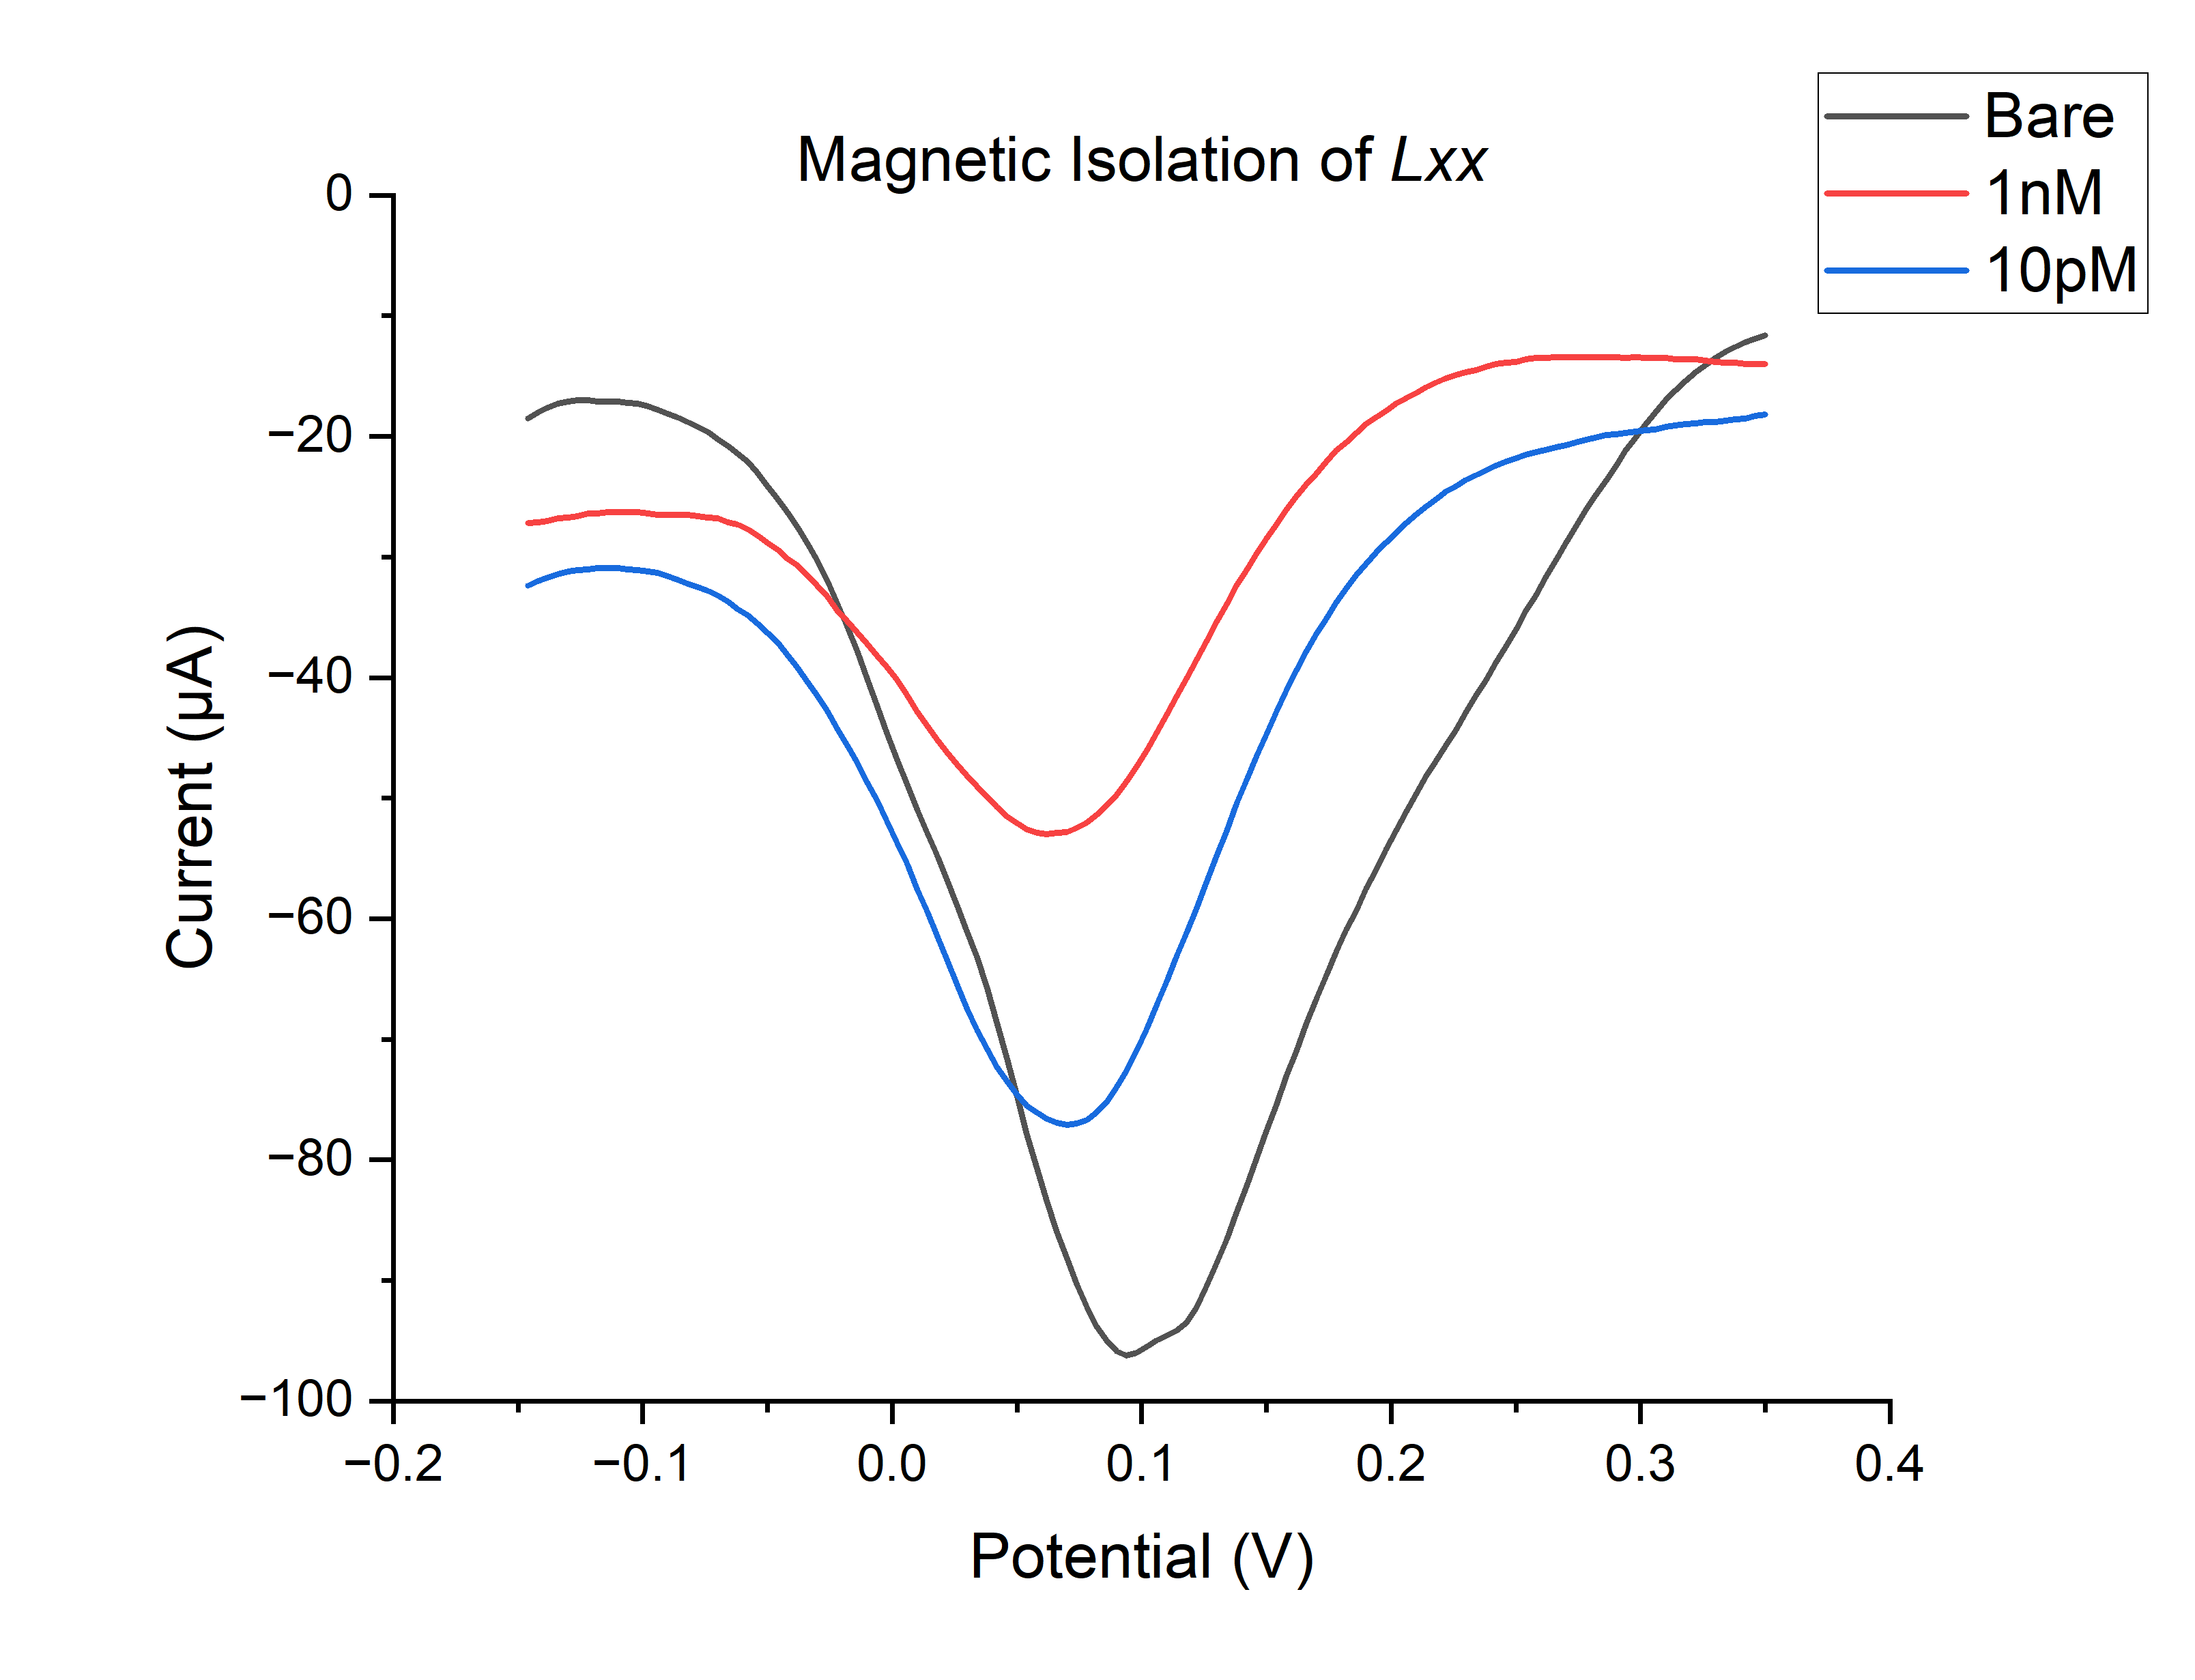 Magnetic Isolation of Lxx
Bare
1nM
10pM
0
−20
−40
−60
−80
−100
Current (µA)
−0.2
−0.1
0.0
0.1
0.2
0.3
0.4
Potential (V)